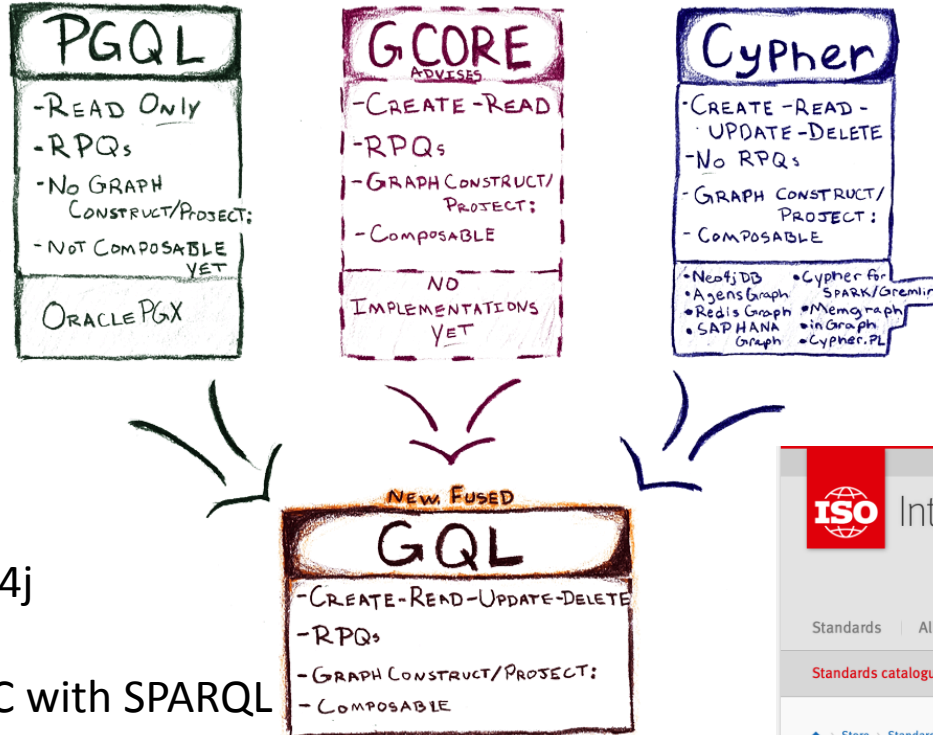 PGQL
-READ ONLY
-RPQs
-NO GRAPH
CONSTRUCT/PROJECT:
-NOT COMPOSABLE
YET
ORACLE PGX
GCORE
ADVISES
-CREATE-READ
-RPQs
-GRAPH CONSTRUCT/
PROJECT:
-COMPOSABLE
NO
IMPLEMENTATIONS
YET
Cypher
-CREATE-READ-
UPDATE-DELETE
-NO RPQs
-GRAPH CONSTRUCT/
PROJECT:
-COMPOSABLE
•Neo4jDB
•AgensGraph
•Redis Graph
•SAP HANA
Graph
•Cypher for
SPARK/Gremlin
•Memgraph
•inGraph
•Cypher.PL
NEW FUSED
GQL
-CREATE-READ-UPDATE-DELETE
-RPQs
-GRAPH CONSTRUCT/PROJECT:
-COMPOSABLE
4j
C with SPARQL
ISO
Int
Standards
Al
Standards catalogu
Store
Standard